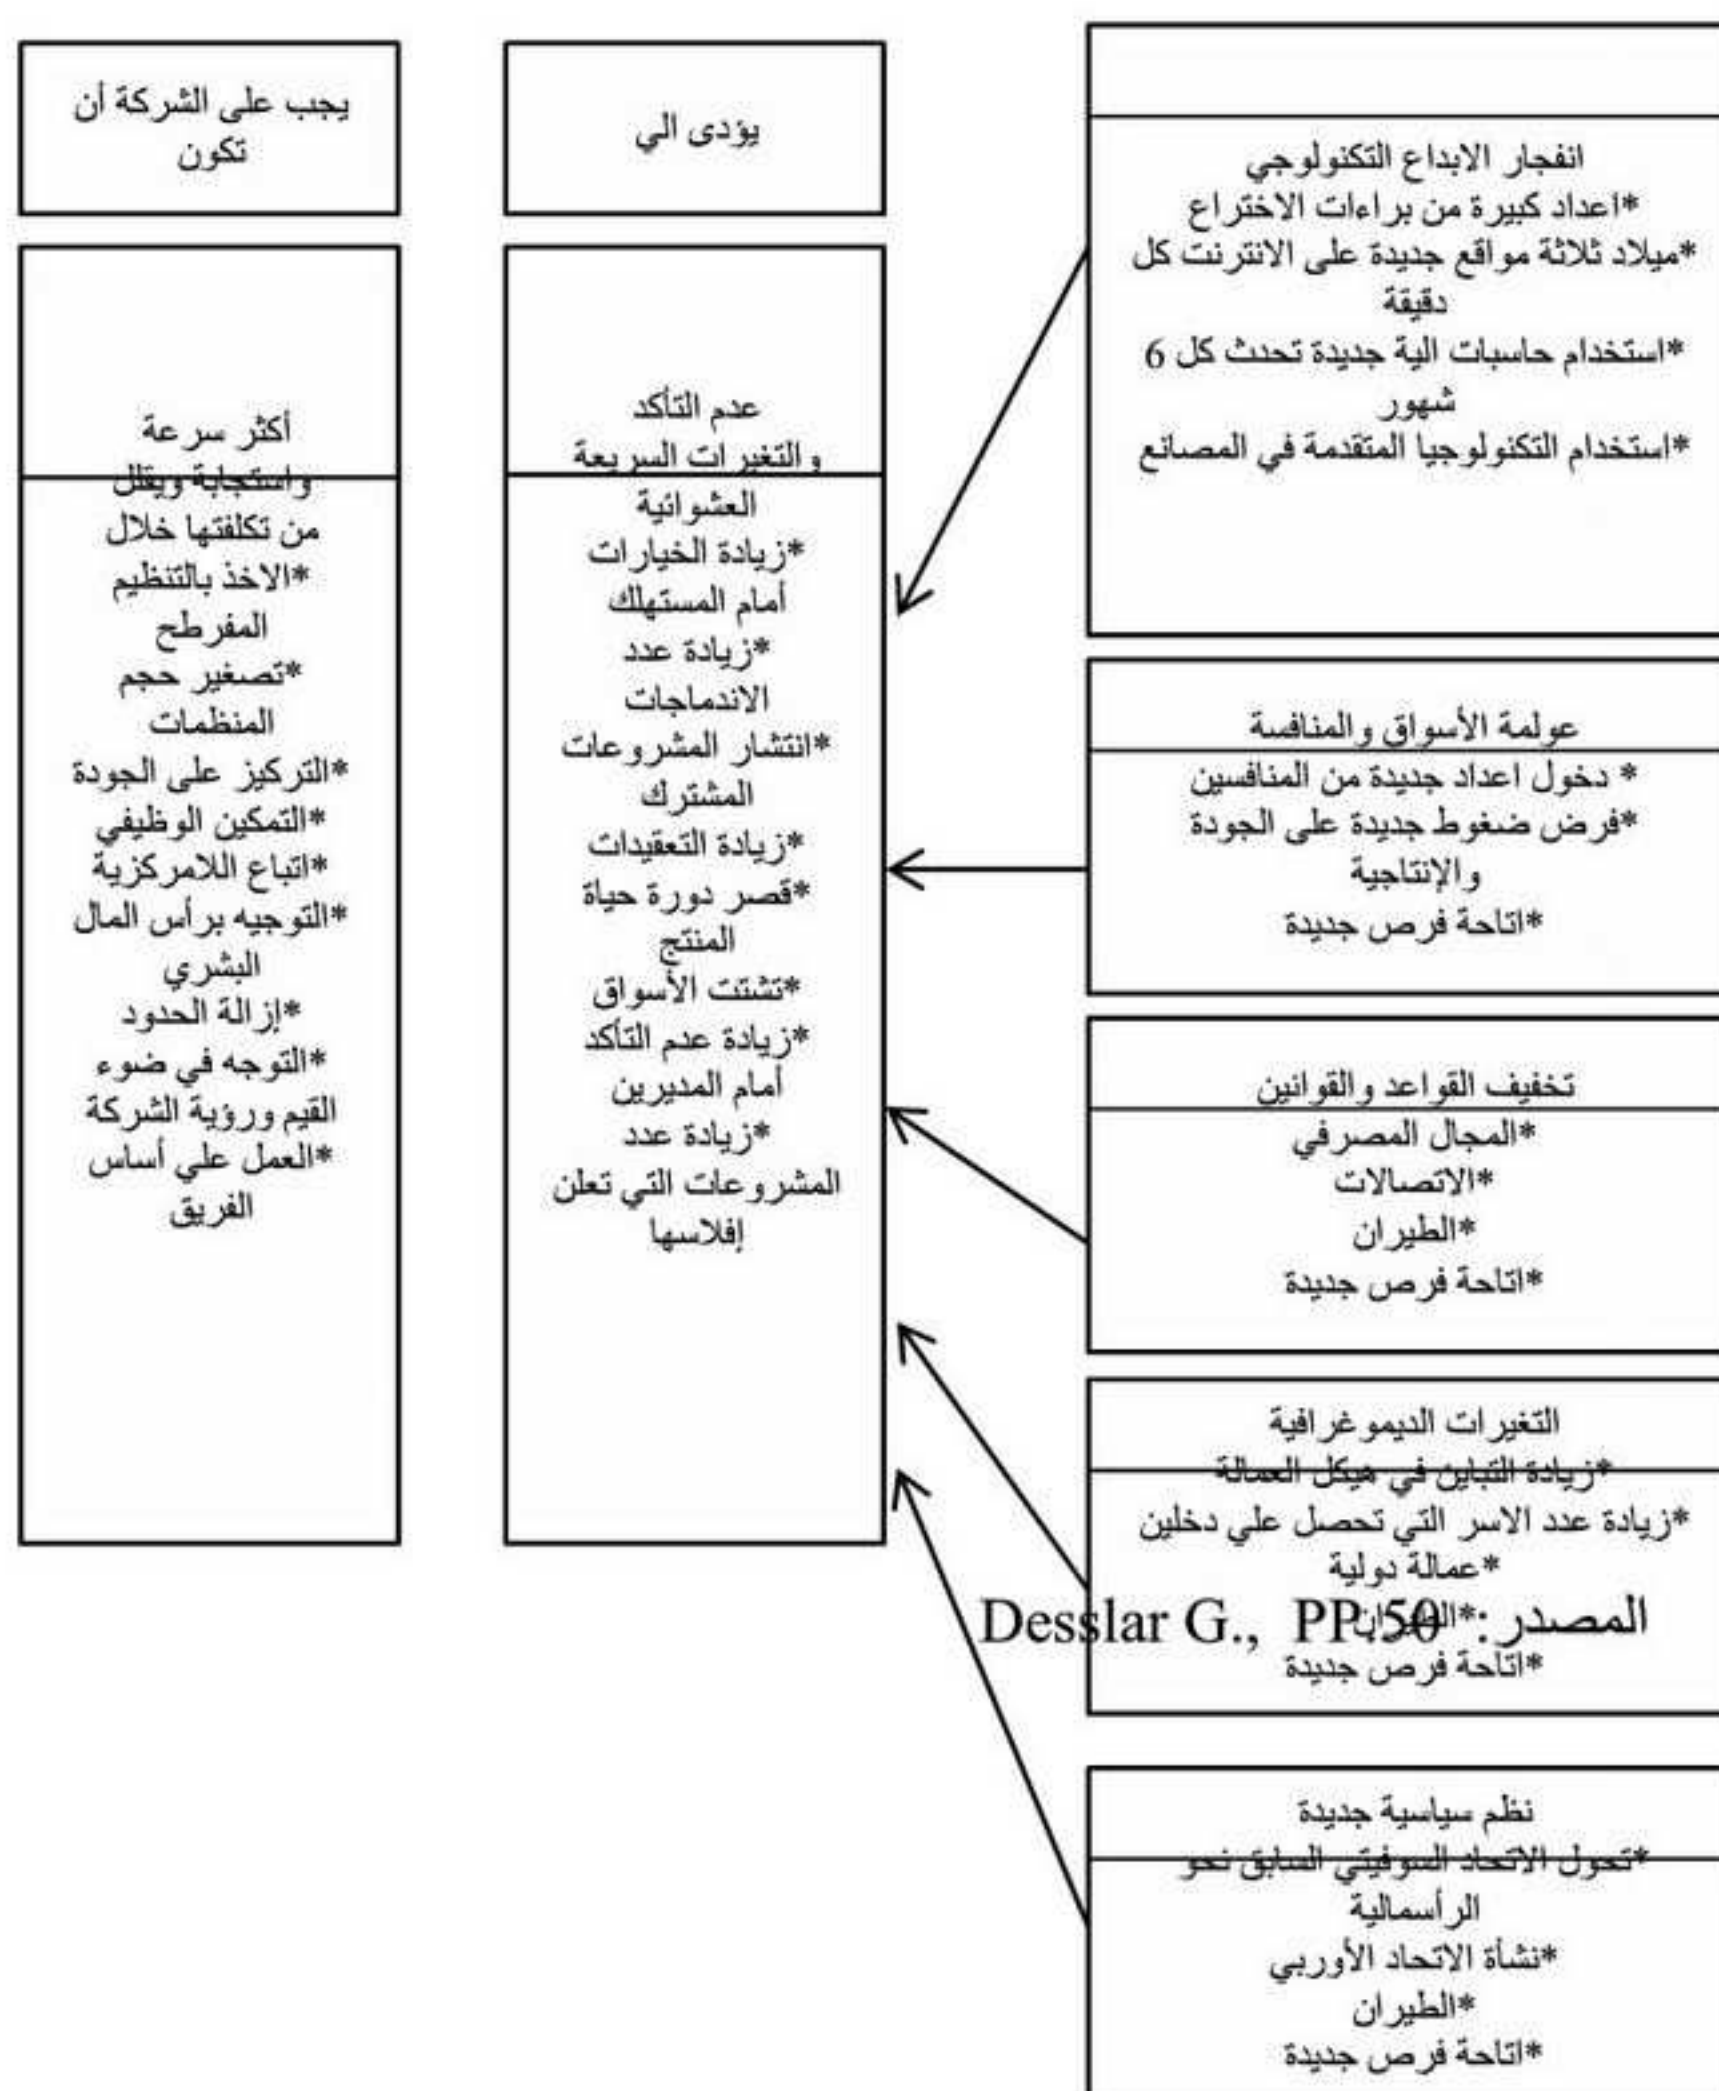 انفجار الابداع التكنولوجي
*اعداد كبيرة من براءات الاختراع
*ميلاد ثلاثة مواقع جديدة على الانترنت كل
دقيقة
*استخدام حاسبات الية جديدة تحدث كل 6
شهور
*استخدام التكنولوجيا المتقدمة في المصانع
عولمة الأسواق والمنافسة
* دخول اعداد جديدة من المنافسين
*فرض ضغوط جديدة على الجودة
والإنتاجية
*اتاحة فرص جديدة
تخفيف القواعد والقوانين
*المجال المصرفي
*الاتصالات
*الطيران
*اتاحة فرص جديدة
التغيرات الديموغرافية
*زيادة التباين في هيكل العمالة
*زيادة عدد الاسر التي تحصل علي دخلين
*عمالة دولية
*الطيران
*اتاحة فرص جديدة
المصدر: Desslar G., PP.50
نظم سياسية جديدة
*تحول الاتحاد السوفيتي السابق نحو
الرأسمالية
*نشأة الاتحاد الأوربي
*الطيران
*اتاحة فرص جديدة
يؤدى الي
عدم التأكد
والتغيرات السريعة
العشوائية
*زيادة الخيارات
أمام المستهلك
*زيادة عدد
الاندماجات
*انتشار المشروعات
المشترك
*زيادة التعقيدات
*قصر دورة حياة
المنتج
*تشتت الأسواق
*زيادة عدم التأكد
أمام المديرين
*زيادة عدد
المشروعات التي تعلن
إفلاسها
يجب على الشركة أن
تكون
أكثر سرعة
واستجابة ويقلل
من تكلفتها خلال
*الاخذ بالتنظيم
المفرطح
*تصغير حجم
المنظمات
*التركيز على الجودة
*التمكين الوظيفي
*اتباع اللامركزية
*التوجيه برأس المال
البشري
*إزالة الحدود
*التوجه في ضوء
القيم ورؤية الشركة
*العمل علي أساس
الفريق